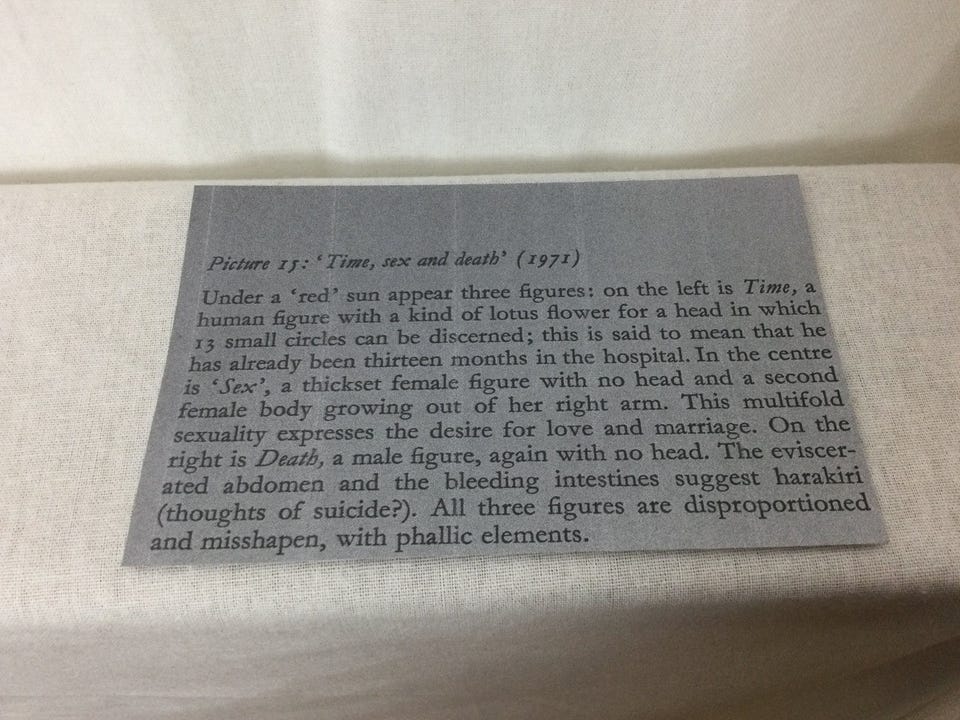 Picture 15: ‘Time, sex and death’ (1971)
Under a ‘red’ sun appear three figures: on the left is Time, a
human figure with a kind of lotus flower for a head in which
13 small circles can be discerned; this is said to mean that he
has already been thirteen months in the hospital. In the centre
is ‘Sex’, a thickset female figure with no head and a second
female body growing out of her right arm. This multifold
sexuality expresses the desire for love and marriage. On the
right is Death, a male figure, again with no head. The eviscer-
ated abdomen and the bleeding intestines suggest harakiri
(thoughts of suicide?). All three figures are disproportioned
and misshapen, with phallic elements.